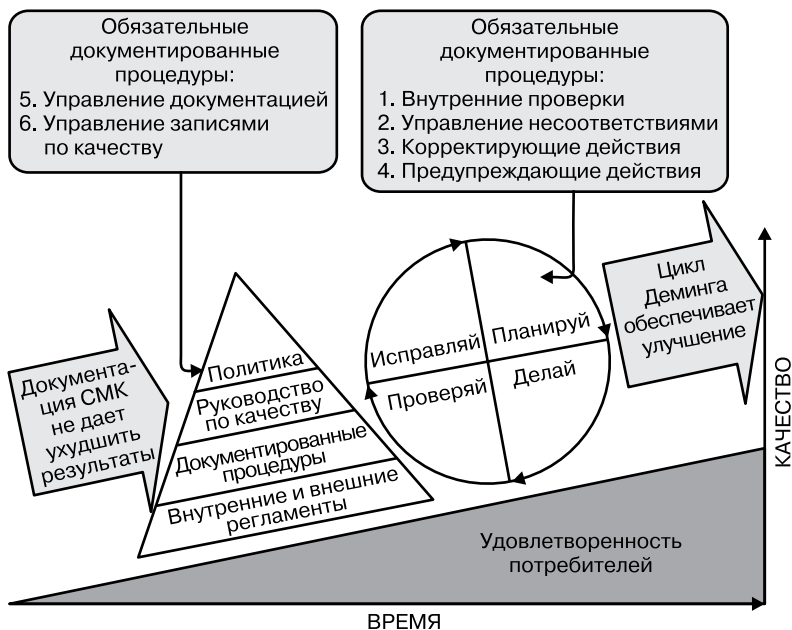 Обязательные
документированные
процедуры:
5. Управление документацией
6. Управление записями
по качеству
Обязательные
документированные
процедуры:
1. Внутренние проверки
2. Управление несоответствиями
3. Корректирующие действия
4. Предупреждающие действия
Документа-
ция СМК
не дает
ухудшить
результаты
Политика
Руководство
по качеству
Документированные
процедуры
Внутренние и внешние
регламенты
Исправляй
Планируй
Проверяй
Делай
Цикл
Деминга
обеспечивает
улучшение
КАЧЕСТВО
Удовлетворенность
потребителей
ВРЕМЯ